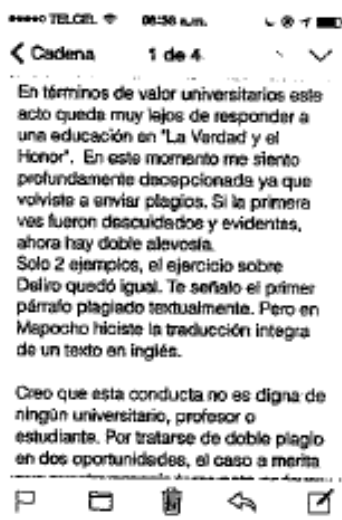 TELCEL 08:36 a.m.
Cadena 1 de 4
En términos de valor universitarios este
acto queda muy lejos de responder a
una educación en "La Verdad y el
Honor". En este momento me siento
profundamente decepcionada ya que
volviste a enviar plagios. Si la primera
ves fueron descuidados y evidentes,
ahora hay doble alevosía.
Solo 2 ejemplos, el ejercicio sobre
Deliro quedó igual. Te señalo el primer
párrafo plagiado textualmente. Pero en
Mapocho hiciste la traducción integra
de un texto en inglés.
Creo que esta conducta no es digna de
ningún universitario, profesor o
estudiante. Por tratarse de doble plagio
en dos oportunidades, el caso a merita